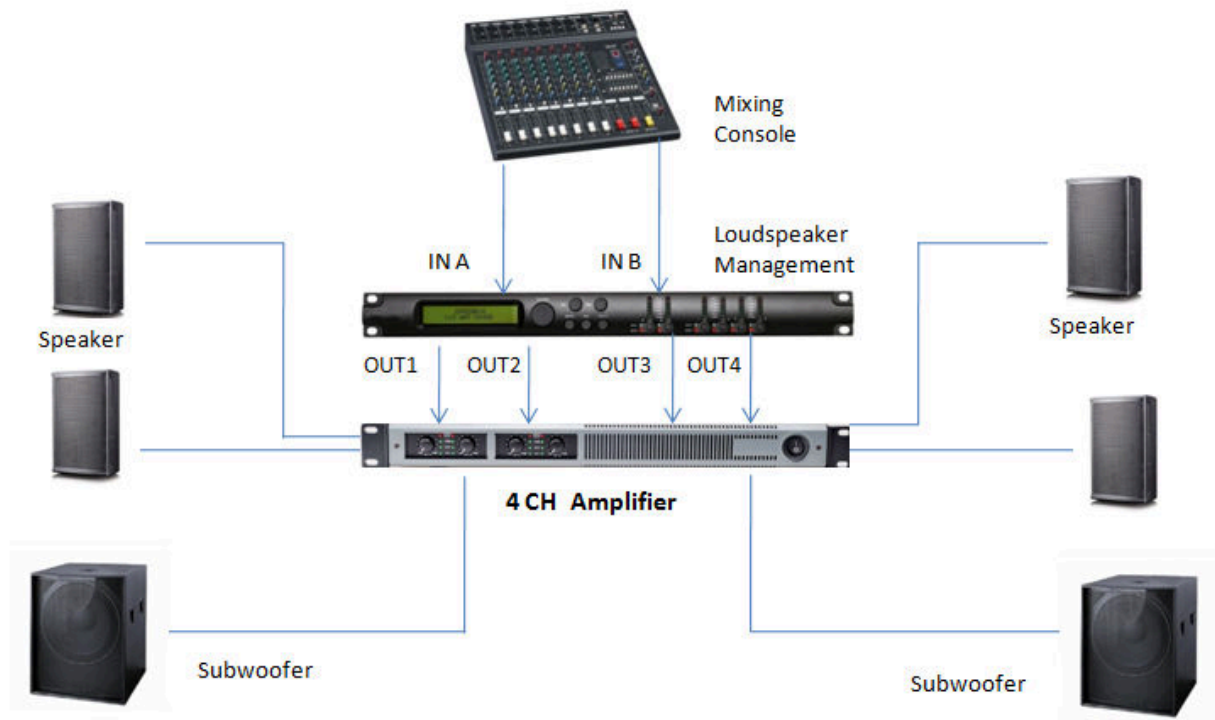 Mixing
Console
Loudspeaker
Management
IN A
IN B
Speaker
Speaker
OUT1
OUT2
OUT3
OUT4
4 CH Amplifier
Subwoofer
Subwoofer